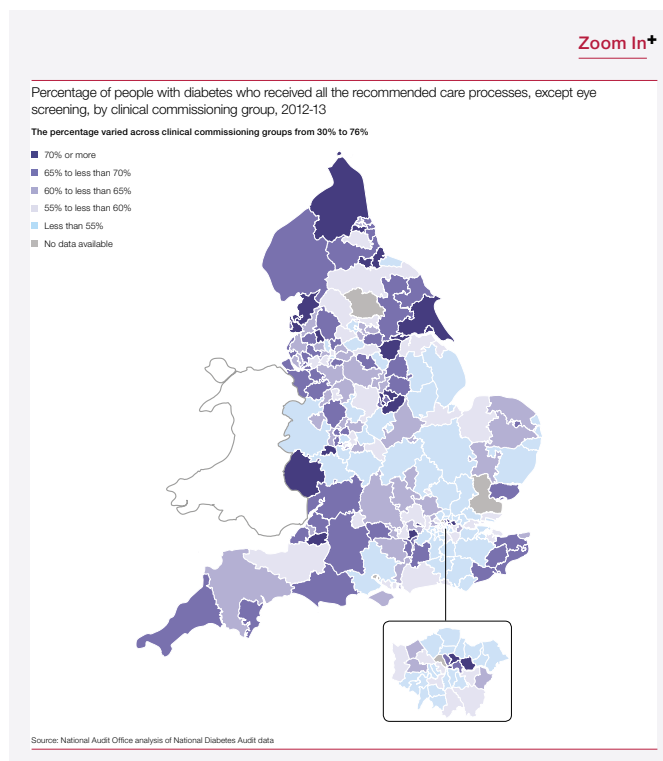 Zoom In+
Percentage of people with diabetes who received all the recommended care processes, except eye
screening, by clinical commissioning group, 2012-13
The percentage varied across clinical commissioning groups from 30% to 76%
70% or more
65% to less than 70%
60% to less than 65%
55% to less than 60%
Less than 55%
No data available
Source: National Audit Office analysis of National Diabetes Audit data